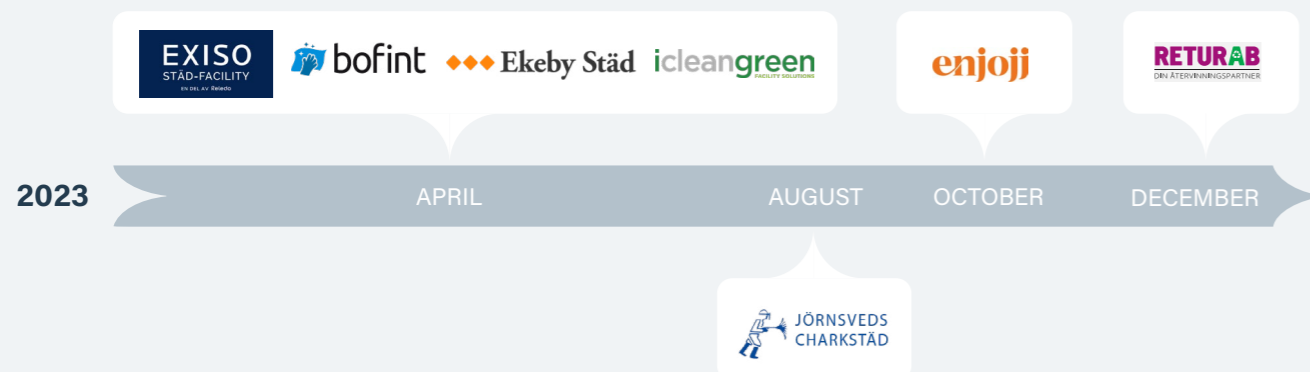 EXISO
STÄD-FACILITY
EN DEL AV Reledo
bofint
Ekeby Städ
icleangreen
FACILITY SOLUTIONS
enjoji
RETURAB
DIN ÅTERVINNINGSPARTNER
2023
APRIL
AUGUST
OCTOBER
DECEMBER
JÖRNSVEDS
CHARKSTÄD